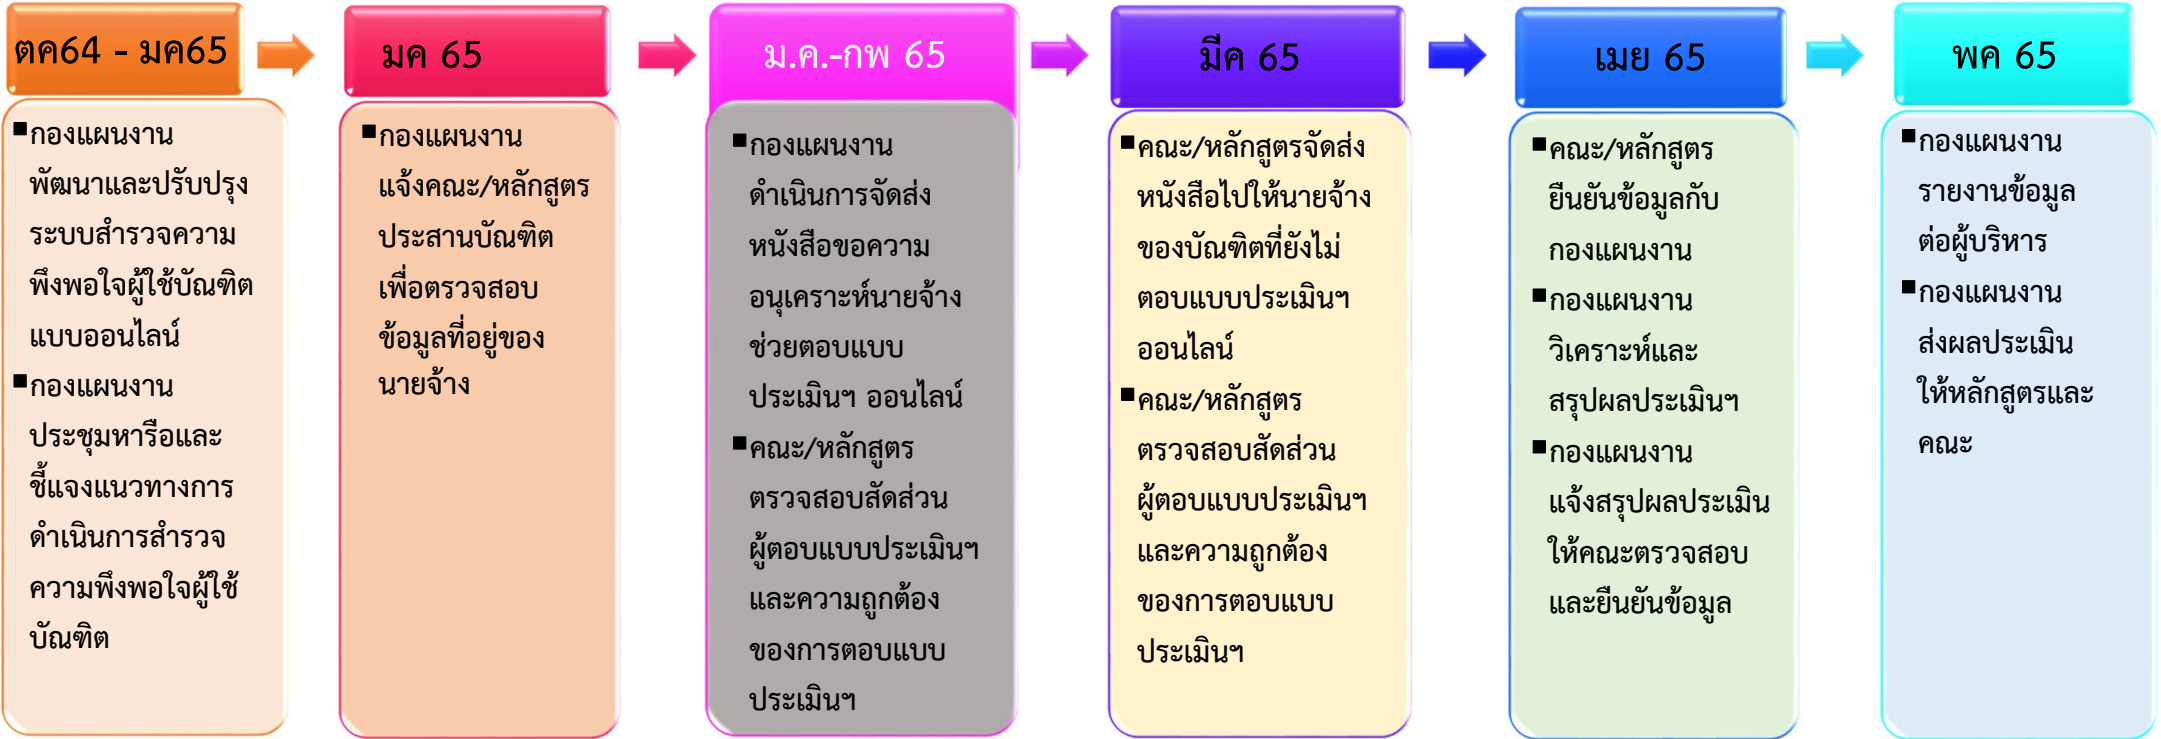 ตค64 - มค65
▪กองแผนงาน
พัฒนาและปรับปรุง
ระบบสำรวจความ
พึงพอใจผู้ใช้บัณฑิต
แบบออนไลน์
▪กองแผนงาน
ประชุมหารือและ
ชี้แจงแนวทางการ
ดำเนินการสำรวจ
ความพึงพอใจผู้ใช้
บัณฑิต
มค 65
▪กองแผนงาน
แจ้งคณะ/หลักสูตร
ประสานบัณฑิต
เพื่อตรวจสอบ
ข้อมูลที่อยู่ของ
นายจ้าง
ม.ค.-กพ 65
▪กองแผนงาน
ดำเนินการจัดส่ง
หนังสือขอความ
อนุเคราะห์นายจ้าง
ช่วยตอบแบบ
ประเมินฯ ออนไลน์
▪คณะ/หลักสูตร
ตรวจสอบสัดส่วน
ผู้ตอบแบบประเมินฯ
และความถูกต้อง
ของการตอบแบบ
ประเมินฯ
มีค 65
▪คณะ/หลักสูตรจัดส่ง
หนังสือไปให้นายจ้าง
ของบัณฑิตที่ยังไม่
ตอบแบบประเมินฯ
ออนไลน์
▪คณะ/หลักสูตร
ตรวจสอบสัดส่วน
ผู้ตอบแบบประเมินฯ
และความถูกต้อง
ของการตอบแบบ
ประเมินฯ
เมย 65
▪คณะ/หลักสูตร
ยืนยันข้อมูลกับ
กองแผนงาน
▪กองแผนงาน
วิเคราะห์และ
สรุปผลประเมินฯ
▪กองแผนงาน
แจ้งสรุปผลประเมิน
ให้คณะตรวจสอบ
และยืนยันข้อมูล
พค 65
▪กองแผนงาน
รายงานข้อมูล
ต่อผู้บริหาร
▪กองแผนงาน
ส่งผลประเมิน
ให้หลักสูตรและ
คณะ